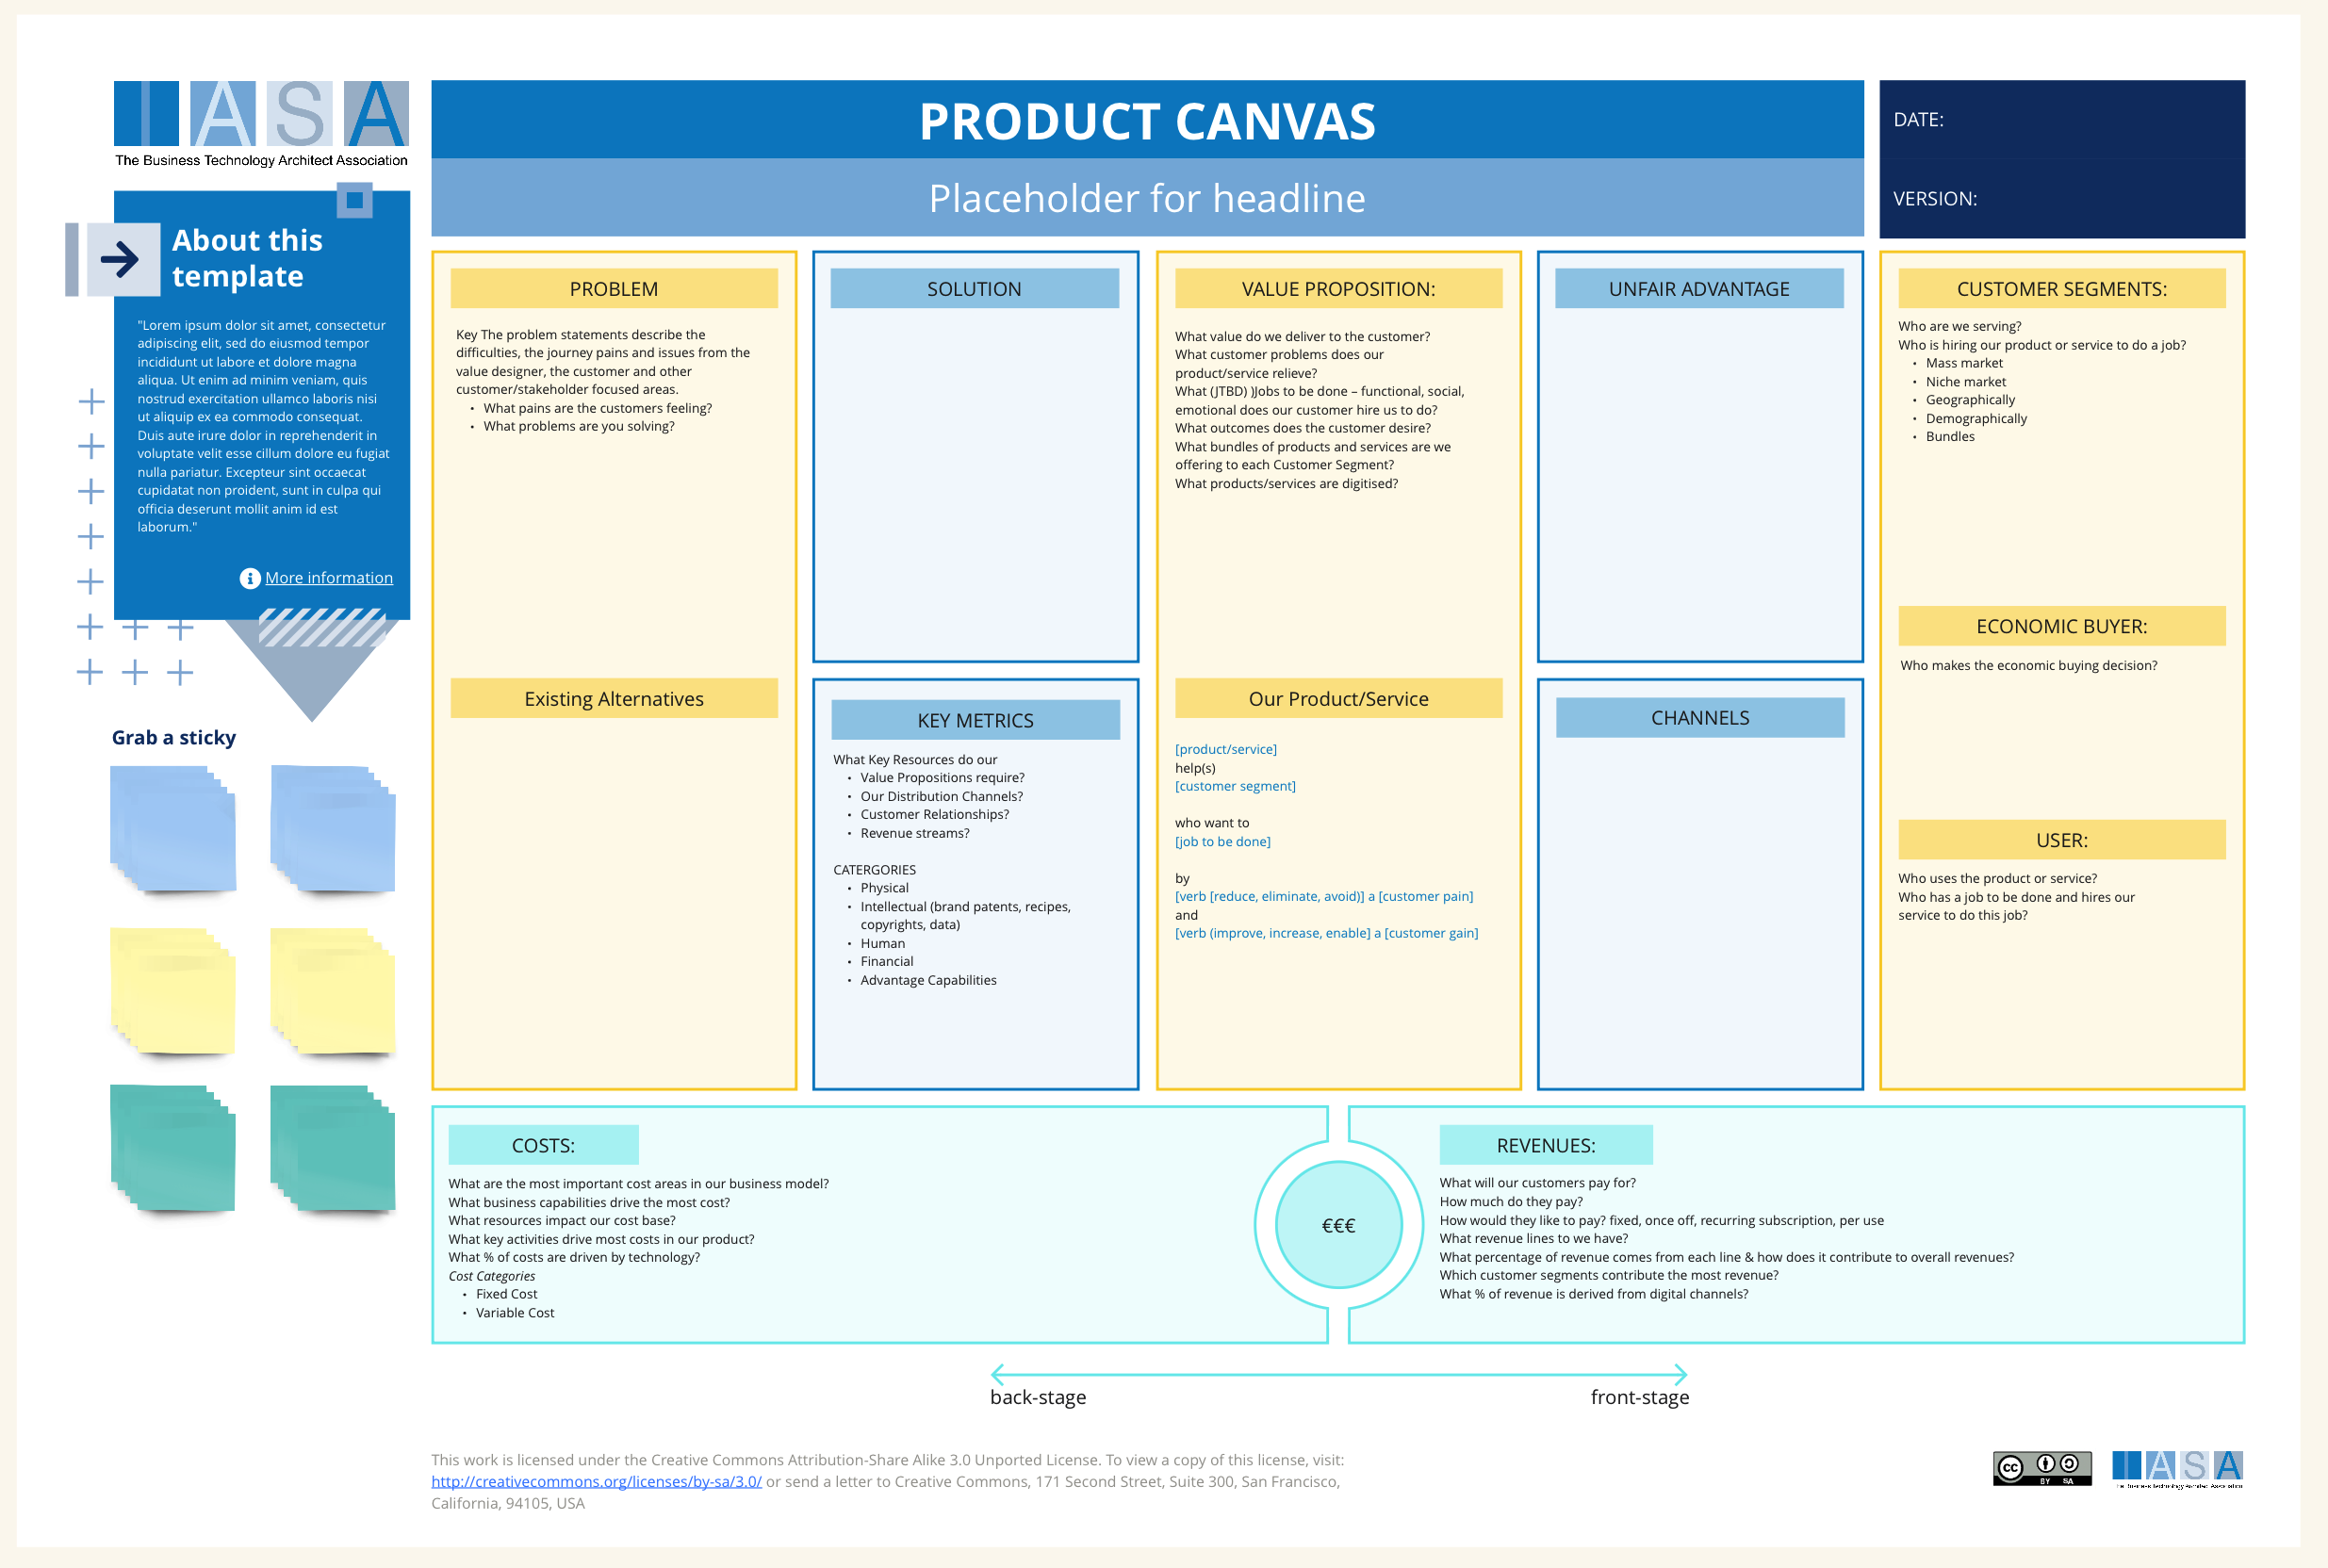 IASA
The Business Technology Architect Association
PRODUCT CANVAS
Placeholder for headline
DATE:
VERSION:
About this
template
"Lorem ipsum dolor sit amet, consectetur
adipiscing elit, sed do eiusmod tempor
incididunt ut labore et dolore magna
aliqua. Ut enim ad minim veniam, quis
nostrud exercitation ullamco laboris nisi
ut aliquip ex ea commodo consequat.
Duis aute irure dolor in reprehenderit in
voluptate velit esse cillum dolore eu fugiat
nulla pariatur. Excepteur sint occaecat
cupidatat non proident, sunt in culpa qui
officia deserunt mollit anim id est
laborum."
More information
Grab a sticky
PROBLEM
Key The problem statements describe the
difficulties, the journey pains and issues from the
value designer, the customer and other
customer/stakeholder focused areas.
• What pains are the customers feeling?
• What problems are you solving?
Existing Alternatives
SOLUTION
KEY METRICS
What Key Resources do our
• Value Propositions require?
• Our Distribution Channels?
• Customer Relationships?
• Revenue streams?
CATERGORIES
• Physical
• Intellectual (brand patents, recipes,
copyrights, data)
• Human
• Financial
• Advantage Capabilities
VALUE PROPOSITION:
What value do we deliver to the customer?
What customer problems does our
product/service relieve?
What (JTBD) )Jobs to be done – functional, social,
emotional does our customer hire us to do?
What outcomes does the customer desire?
What bundles of products and services are we
offering to each Customer Segment?
What products/services are digitised?
Our Product/Service
[product/service]
help(s)
[customer segment]
who want to
[job to be done]
by
[verb [reduce, eliminate, avoid)] a [customer pain]
and
[verb (improve, increase, enable] a [customer gain]
UNFAIR ADVANTAGE
CHANNELS
CUSTOMER SEGMENTS:
Who are we serving?
Who is hiring our product or service to do a job?
• Mass market
• Niche market
• Geographically
• Demographically
• Bundles
ECONOMIC BUYER:
Who makes the economic buying decision?
USER:
Who uses the product or service?
Who has a job to be done and hires our
service to do this job?
COSTS:
What are the most important cost areas in our business model?
What business capabilities drive the most cost?
What resources impact our cost base?
What key activities drive most costs in our product?
What % of costs are driven by technology?
Cost Categories
• Fixed Cost
• Variable Cost
€€€
REVENUES:
What will our customers pay for?
How much do they pay?
How would they like to pay? fixed, once off, recurring subscription, per use
What revenue lines to we have?
What percentage of revenue comes from each line & how does it contribute to overall revenues?
Which customer segments contribute the most revenue?
What % of revenue is derived from digital channels?
back-stage
front-stage
This work is licensed under the Creative Commons Attribution-Share Alike 3.0 Unported License. To view a copy of this license, visit:
http://creativecommons.org/licenses/by-sa/3.0/ or send a letter to Creative Commons, 171 Second Street, Suite 300, San Francisco,
California, 94105, USA
cc
BY SA
IASA
The Business Technology Architect Association